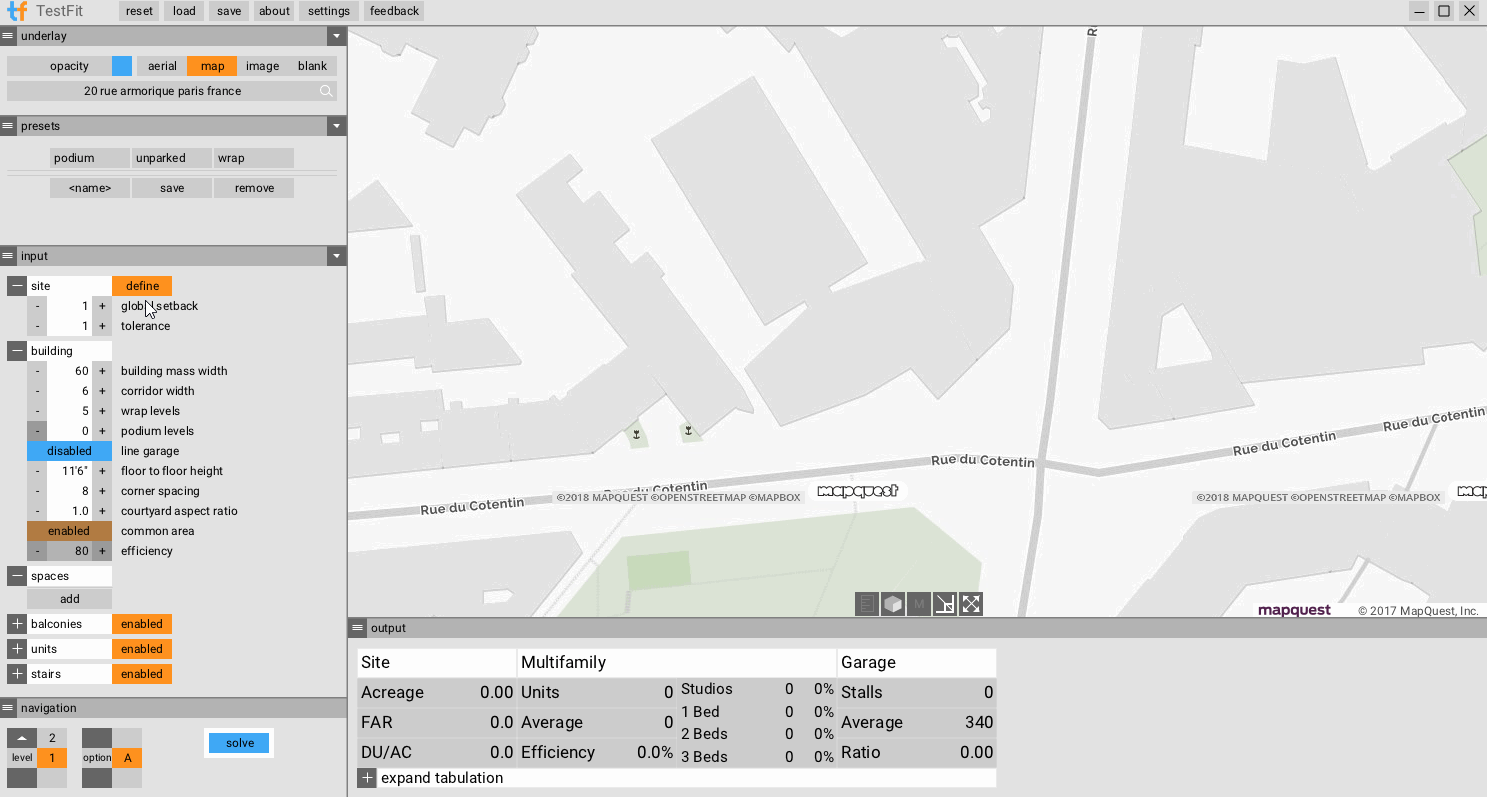 TestFit reset load save about settings feedback
underlay
opacity aerial map image blank
20 rue armorique paris france
presets
podium unparked wrap
<name> save remove
input
site define
- 1 + global setback
- 1 + tolerance
building
- 60 + building mass width
- 6 + corridor width
- 5 + wrap levels
- 0 + podium levels
disabled line garage
- 11'6" + floor to floor height
- 8 + corner spacing
- 1.0 + courtyard aspect ratio
enabled common area
- 80 + efficiency
spaces
add
+ balconies enabled
+ units enabled
+ stairs enabled
navigation
2
level 1 option A
solve
R
Rue du Cotentin
Rue du Cotentin
Rue du Cotentin
Rue du Cotentin
du Cotentin
©2018 MAPQUEST ©OPENSTREETMAP ©MAPBOX mapquest
©2018 MAPQUEST ©OPENSTREETMAP ©MAPBOX
M
mapquest © 2017 MapQuest, Inc.
output
Site Multifamily Garage
Acreage 0.00 Units 0 Studios 0 0% Stalls 0
1 Bed 0 0%
FAR 0.0 Average 0 Average 340
2 Beds 0 0%
DU/AC 0.0 Efficiency 0.0% 3 Beds 0 0% Ratio 0.00
+ expand tabulation